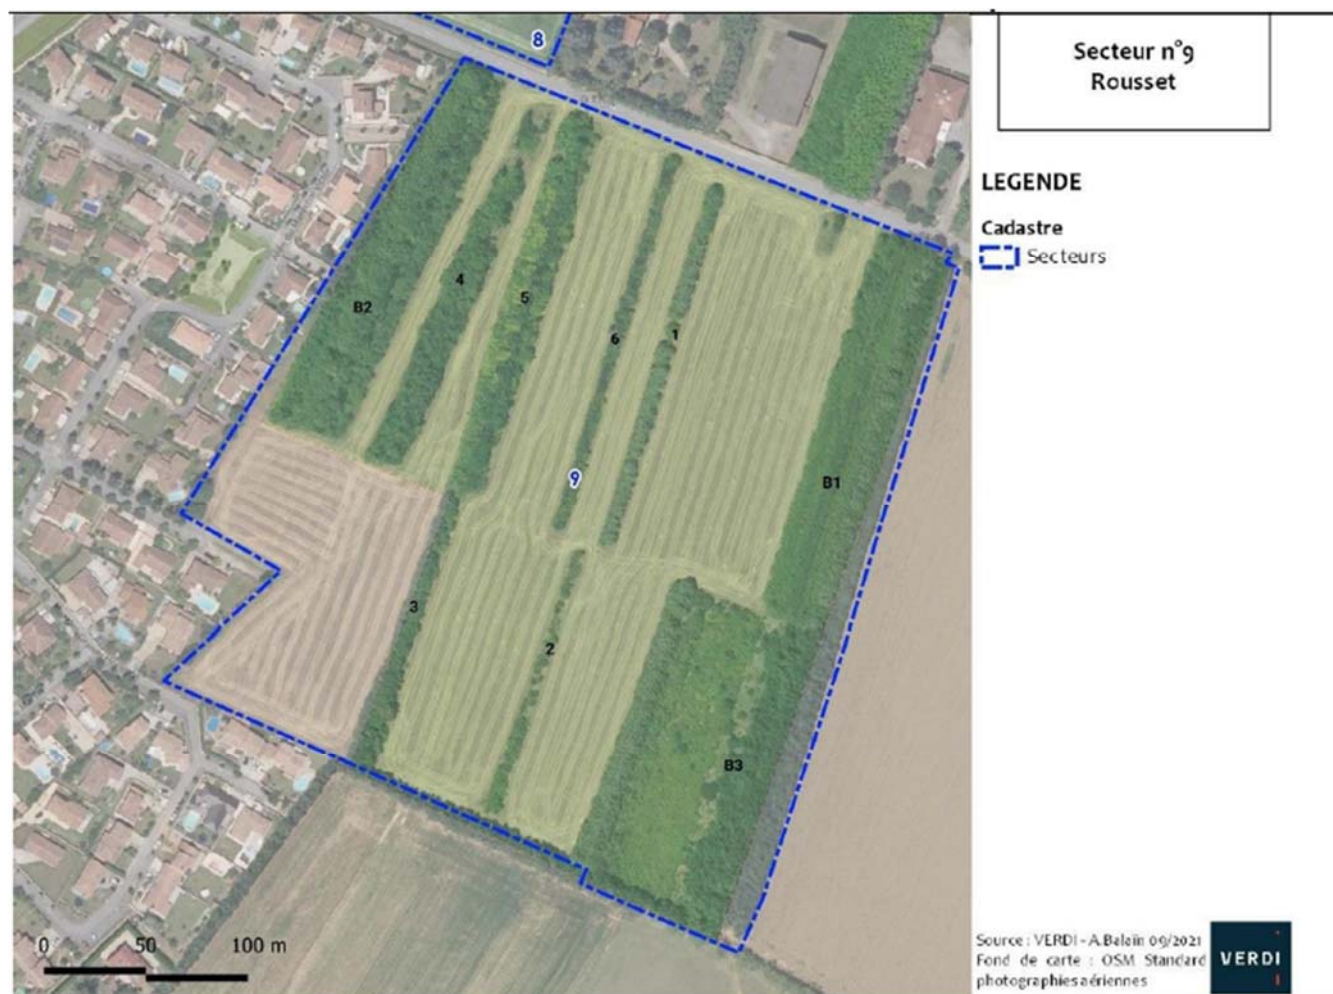 Secteur n°9
Rousset
LEGENDE
Cadastre
Secteurs
8
B2
4
5
6
1
9
B1
3
2
B3
0 50 100 m
Source : VERDI - A.Balain 09/2021
Fond de carte : OSM Standard
photographies aériennes
VERDI